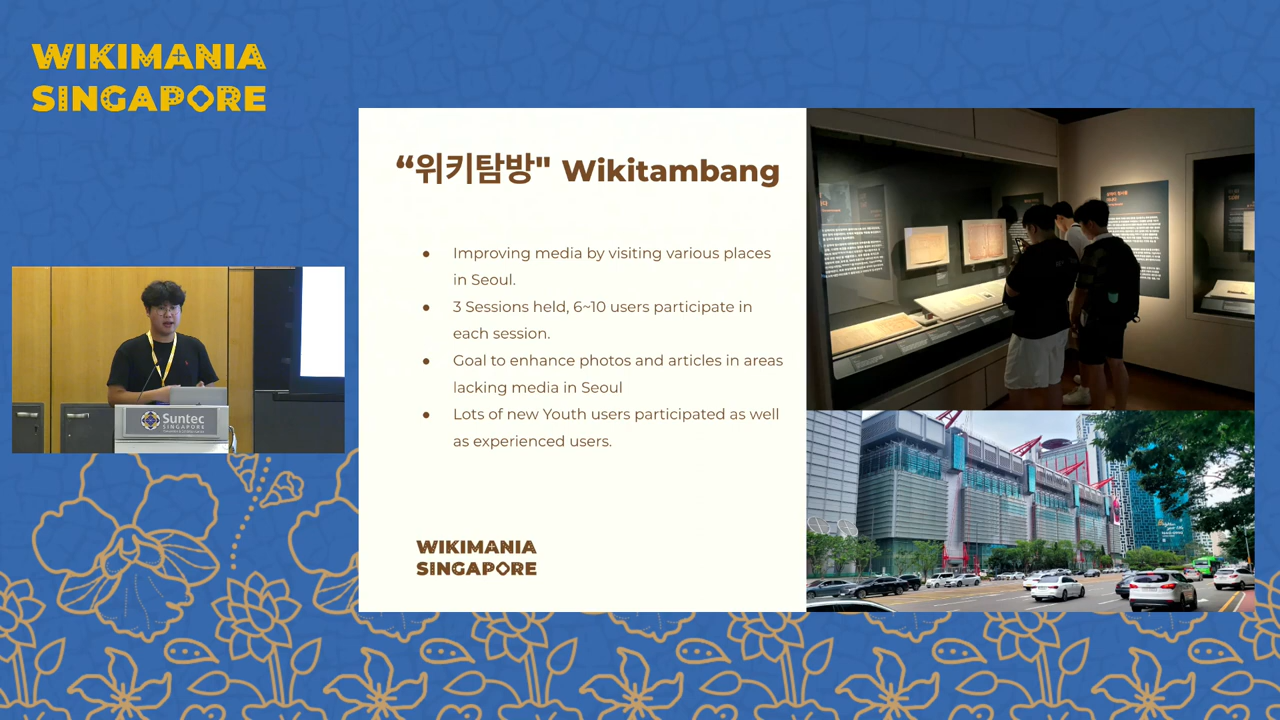 WIKIMANIA
SINGAPORE
“위키탐방" Wikitambang
● Improving media by visiting various places
in Seoul.
● 3 Sessions held, 6~10 users participate in
each session.
● Goal to enhance photos and articles in areas
lacking media in Seoul
● Lots of new Youth users participated as well
as experienced users.
WIKIMANIA
SINGAPORE
Suntec
SINGAPORE